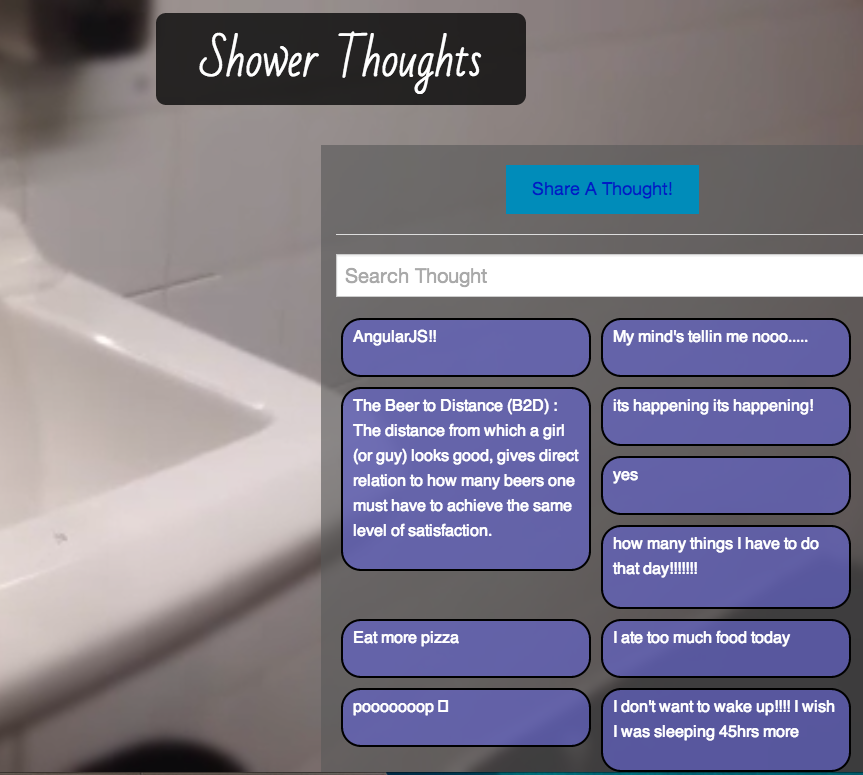 Shower Thoughts
Share A Thought!
Search Thought
AngularJS!!
My mind's tellin me nooo.....
The Beer to Distance (B2D) :
The distance from which a girl
(or guy) looks good, gives direct
relation to how many beers one
must have to achieve the same
level of satisfaction.
its happening its happening!
yes
how many things I have to do
that day!!!!!!!
Eat more pizza
I ate too much food today
pooooooop
I don't want to wake up!!!! I wish
I was sleeping 45hrs more